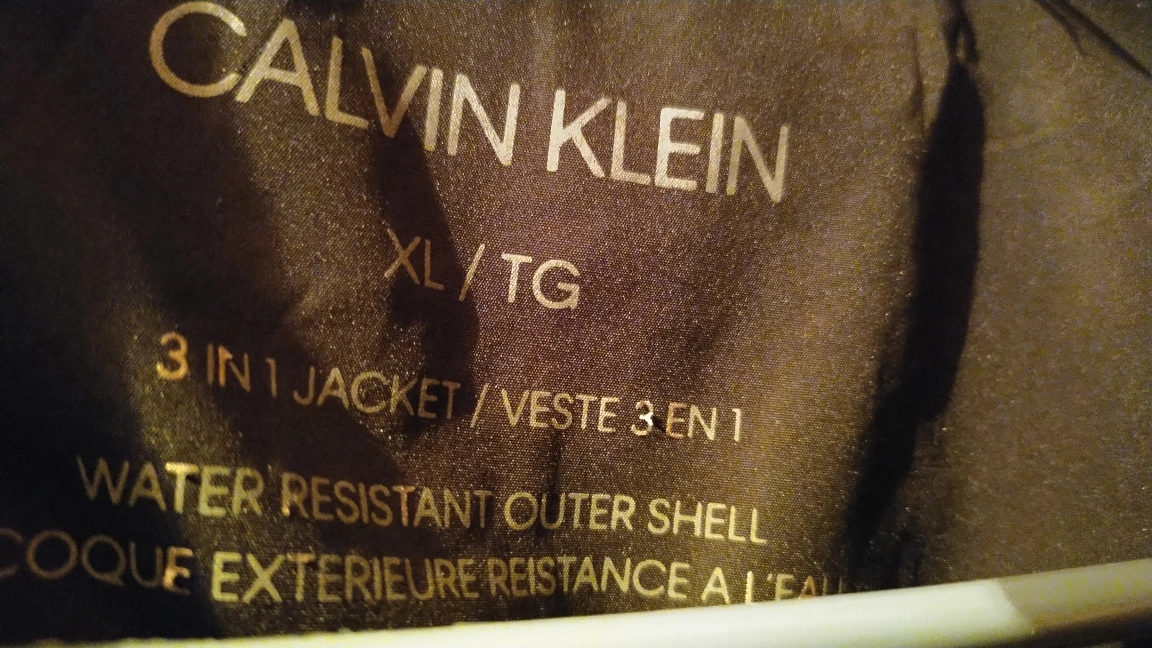 CALVIN KLEIN
XL / TG
3 IN 1 JACKET / VESTE 3 EN 1
WATER RESISTANT OUTER SHELL
COQUE EXTERIEURE REISTANCE A L'EAU